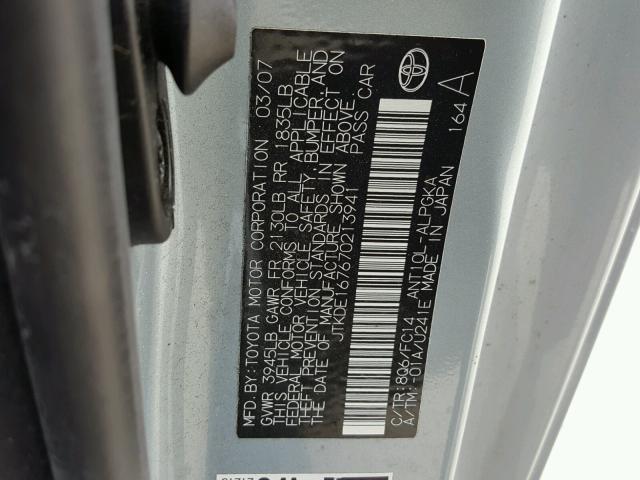 MFD.BY:TOYOTA MOTOR CORPORATION 03/07
GVWR 3945LB GAWR FR 2130LB RR 1835LB
THIS VEHICLE CONFORMS TO ALL APPLICABLE
FEDERAL MOTOR VEHICLE SAFETY, BUMPER, AND
THEFT PREVENTION STANDARDS IN EFFECT ON
THE DATE OF MANUFACTURE SHOWN ABOVE.
JTKDE167670213941 PASS CAR
C/TR:8Q6/FC14 ANT10L-ALPGKA
A/TM:-01A/U241E MADE IN JAPAN
164 A